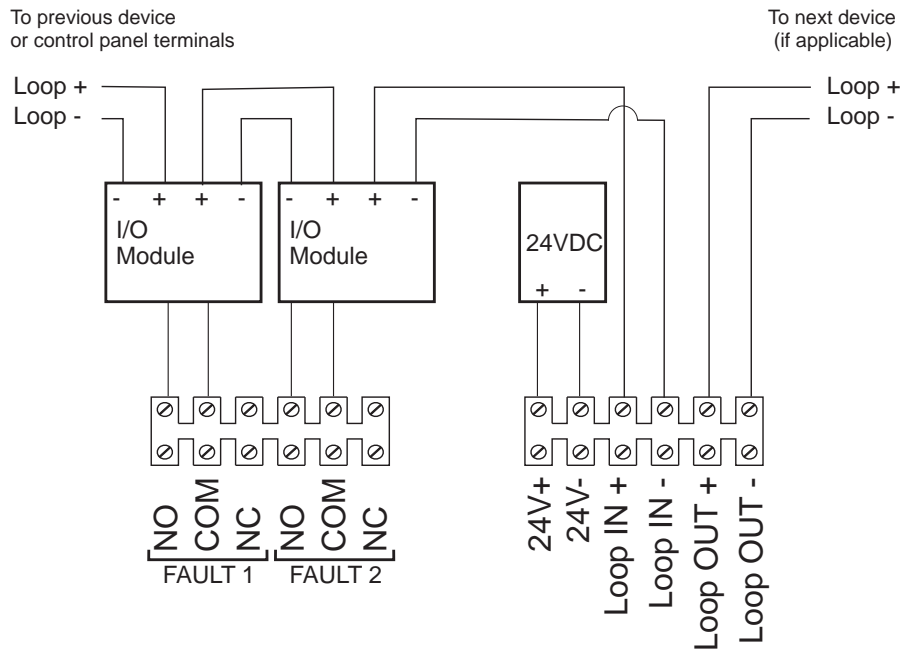 To previous device
or control panel terminals
To next device
(if applicable)
Loop +
Loop -
Loop +
Loop -
- + + -
I/O
Module
- + + -
I/O
Module
24VDC
+ -
NO
COM
NC
NO
COM
NC
FAULT 1
FAULT 2
24V+
24V-
Loop IN +
Loop IN -
Loop OUT +
Loop OUT -